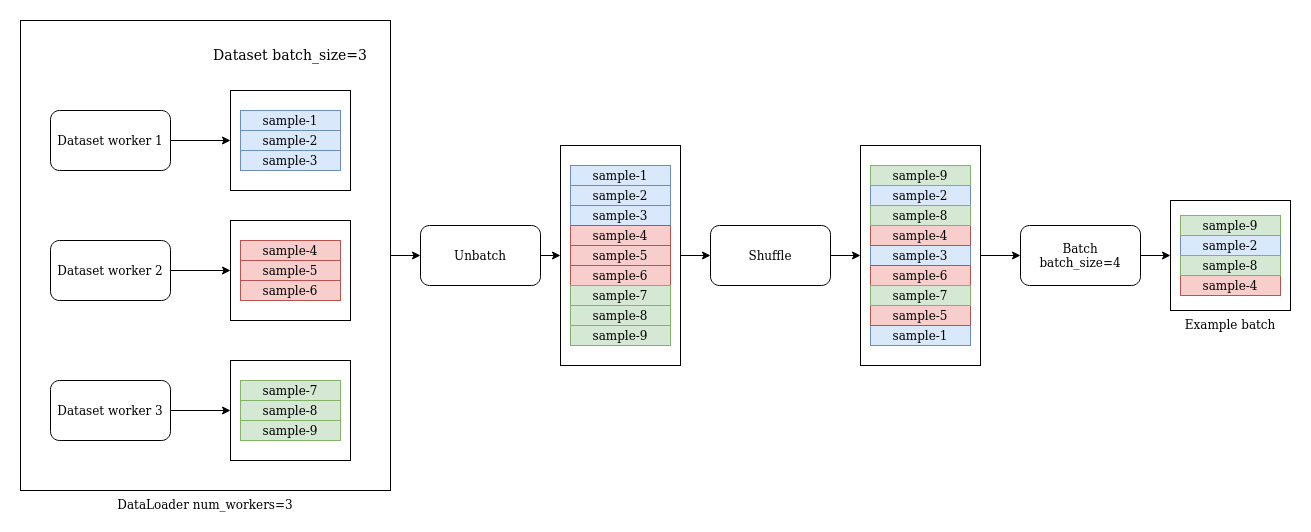 Dataset batch_size=3
Dataset worker 1
sample-1
sample-2
sample-3
Dataset worker 2
sample-4
sample-5
sample-6
Dataset worker 3
sample-7
sample-8
sample-9
DataLoader num_workers=3
Unbatch
sample-1
sample-2
sample-3
sample-4
sample-5
sample-6
sample-7
sample-8
sample-9
Shuffle
sample-9
sample-2
sample-8
sample-4
sample-3
sample-6
sample-7
sample-5
sample-1
Batch
batch_size=4
sample-9
sample-2
sample-8
sample-4
Example batch